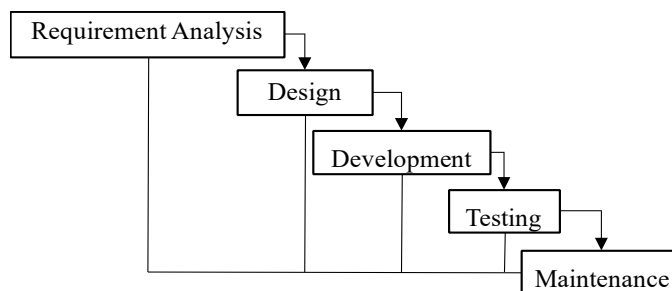 Requirement Analysis
Design
Development
Testing
Maintenance